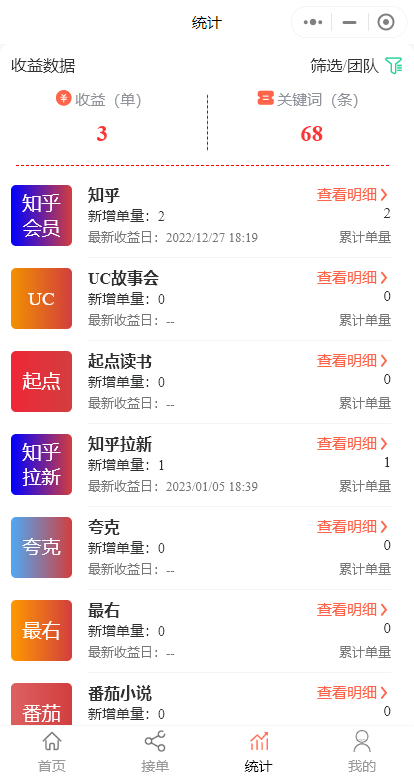 统计
收益数据 筛选/团队
收益（单） 关键词（条）
3 68
知乎会员 知乎 查看明细
新增单量：2 2
最新收益日：2022/12/27 18:19 累计单量
UC UC故事会 查看明细
新增单量：0 0
最新收益日：-- 累计单量
起点 起点读书 查看明细
新增单量：0 0
最新收益日：-- 累计单量
知乎拉新 知乎拉新 查看明细
新增单量：1 1
最新收益日：2023/01/05 18:39 累计单量
夸克 夸克 查看明细
新增单量：0 0
最新收益日：-- 累计单量
最右 最右 查看明细
新增单量：0 0
最新收益日：-- 累计单量
番茄 番茄小说 查看明细
新增单量：0 0
首页 接单 统计 我的